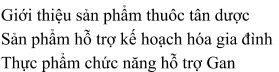 Giới thiệu sản phẩm thuôc tân dược
Sản phẩm hỗ trợ kế hoạch hóa gia đình
Thực phẩm chức năng hỗ trợ Gan